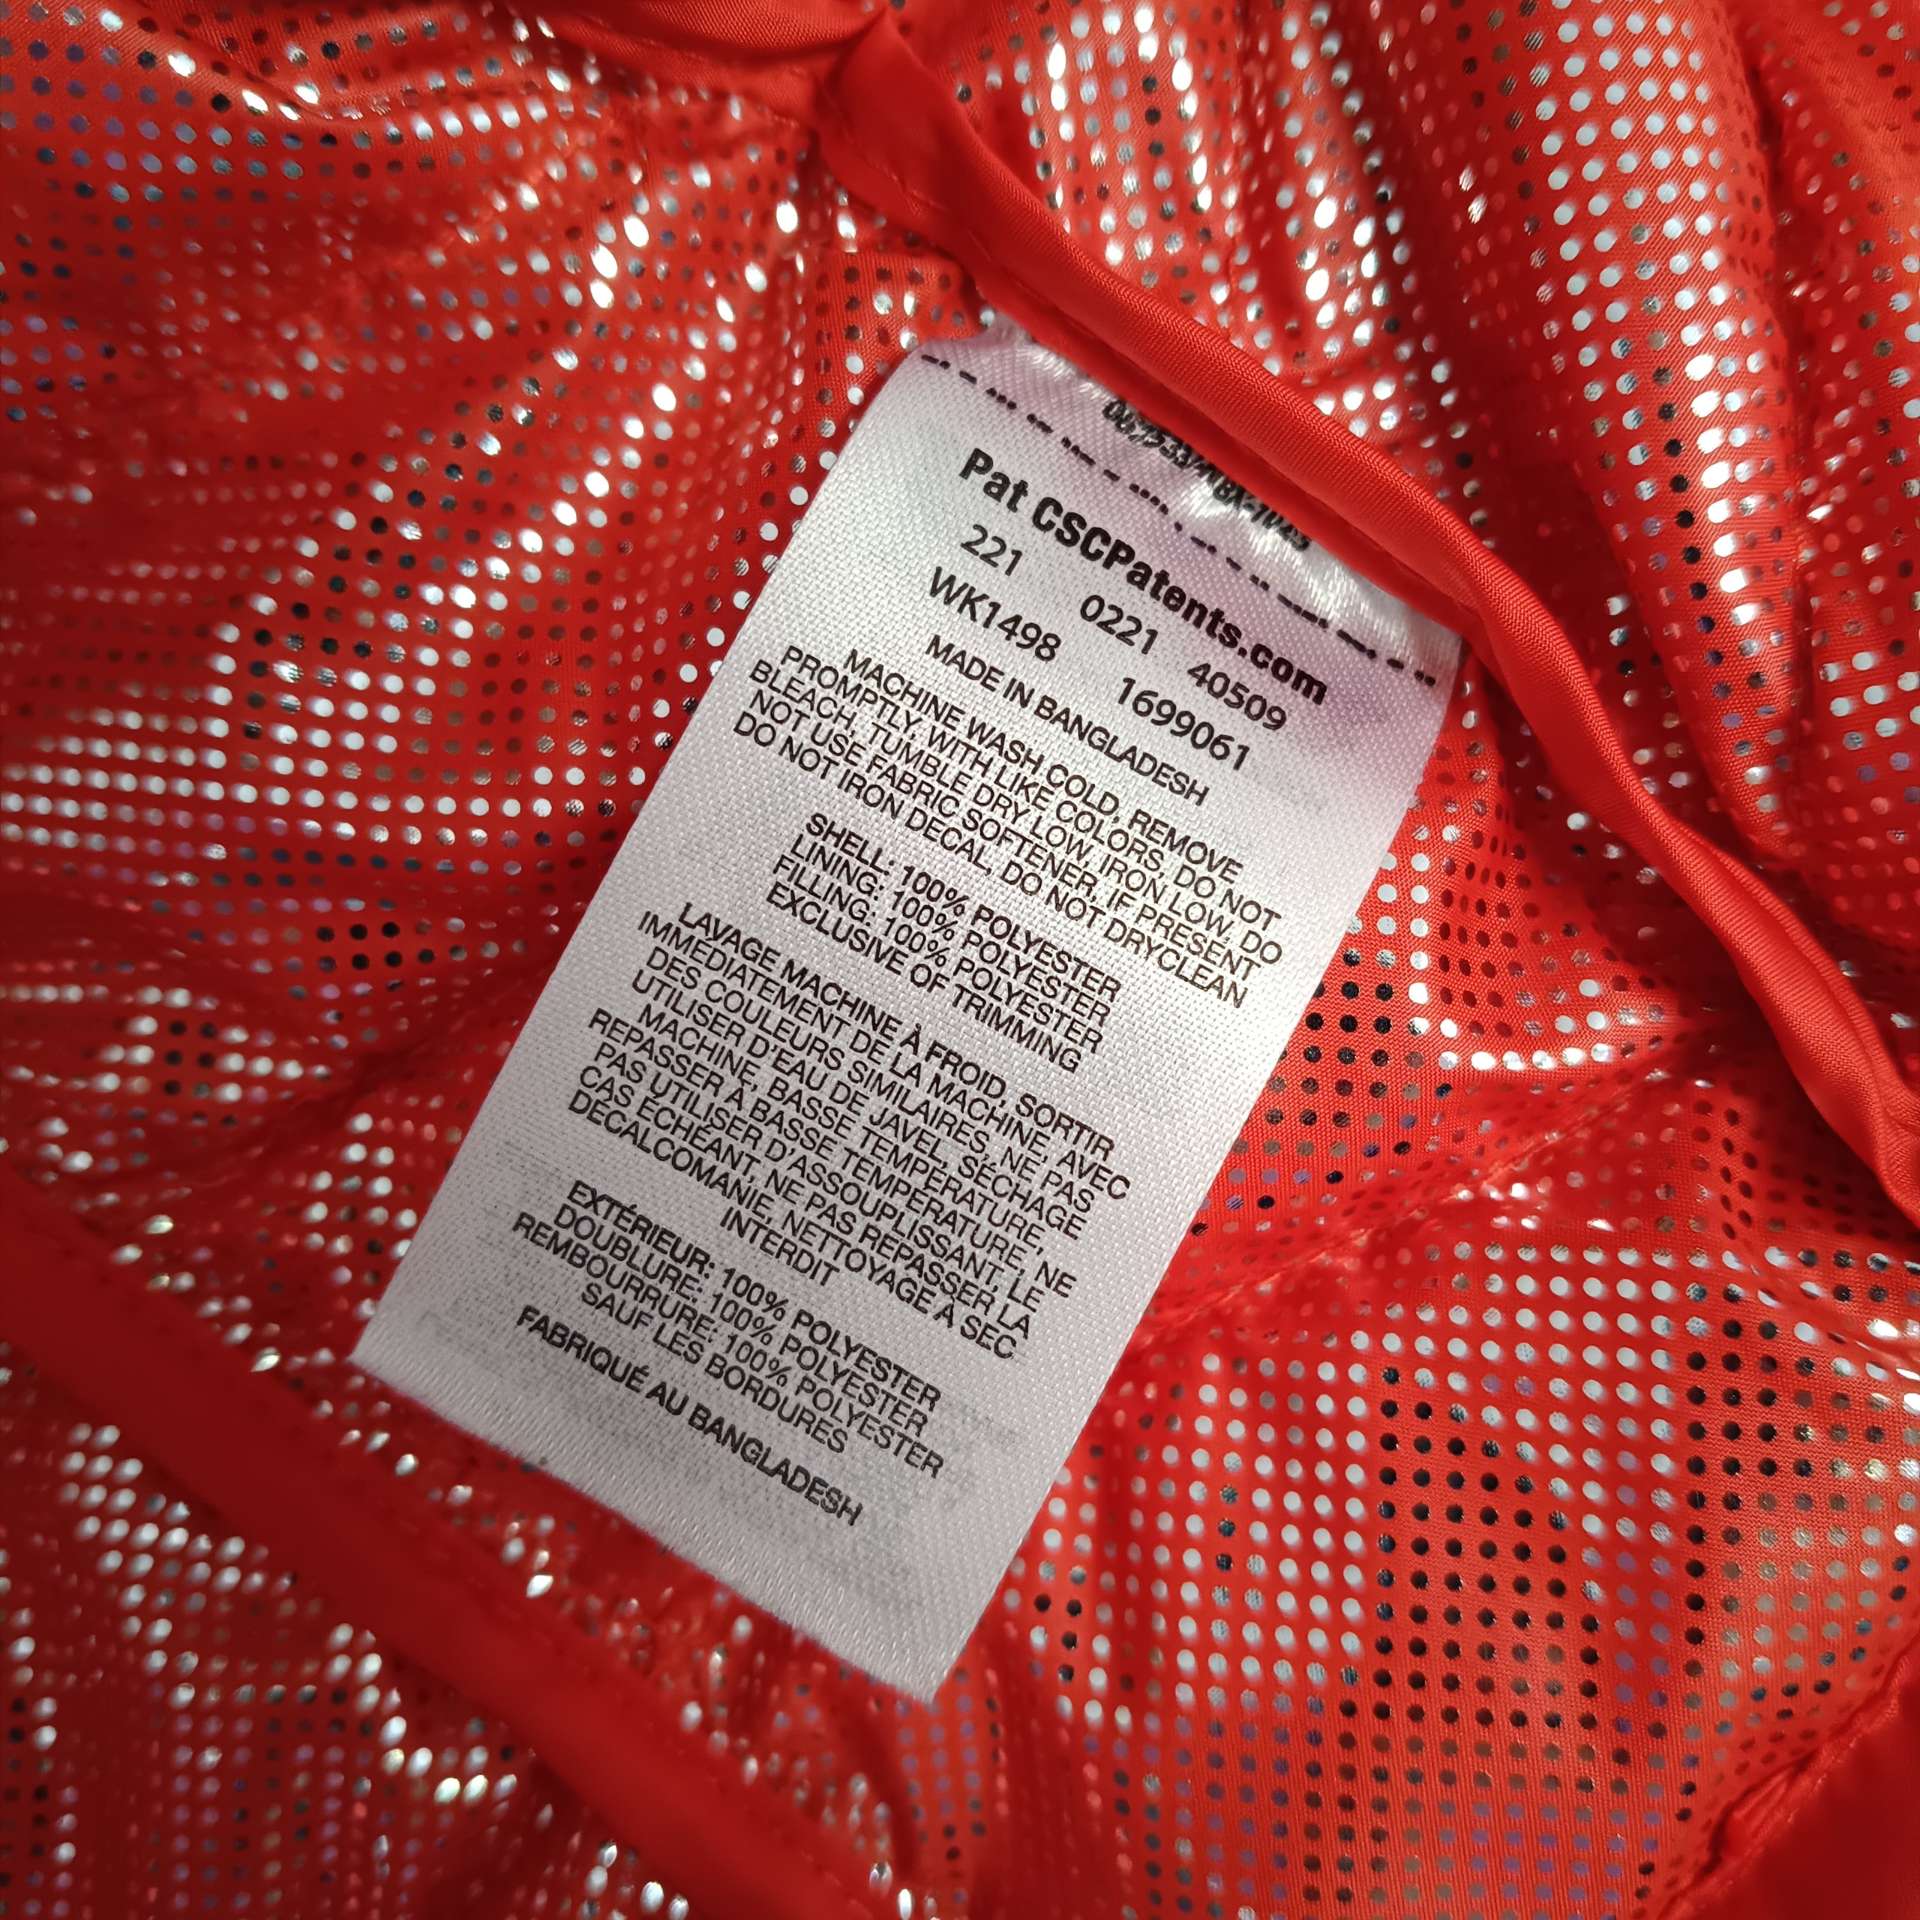 Pat CSCPatents.com
221 0221 40509
WK1498 1699061
MADE IN BANGLADESH
MACHINE WASH COLD, REMOVE
PROMPTLY, WITH LIKE COLORS, DO NOT
BLEACH, TUMBLE DRY LOW, IRON LOW, DO
NOT USE FABRIC SOFTENER, IF PRESENT
DO NOT IRON DECAL, DO NOT DRYCLEAN
SHELL: 100% POLYESTER
LINING: 100% POLYESTER
FILLING: 100% POLYESTER
EXCLUSIVE OF TRIMMING
LAVAGE MACHINE À FROID, SORTIR
IMMÉDIATEMENT DE LA MACHINE, AVEC
DES COULEURS SIMILAIRES, NE PAS
UTILISER D'EAU DE JAVEL, SÉCHAGE
MACHINE, BASSE TEMPÉRATURE,
REPASSER À BASSE TEMPÉRATURE, NE
PAS UTILISER D'ASSOUPLISSANT, LE
CAS ÉCHÉANT, NE PAS REPASSER LA
DÉCALCOMANIE, NETTOYAGE À SEC
INTERDIT
EXTÉRIEUR: 100% POLYESTER
DOUBLURE: 100% POLYESTER
REMBOURRURE: 100% POLYESTER
SAUF LES BORDURES
FABRIQUÉ AU BANGLADESH